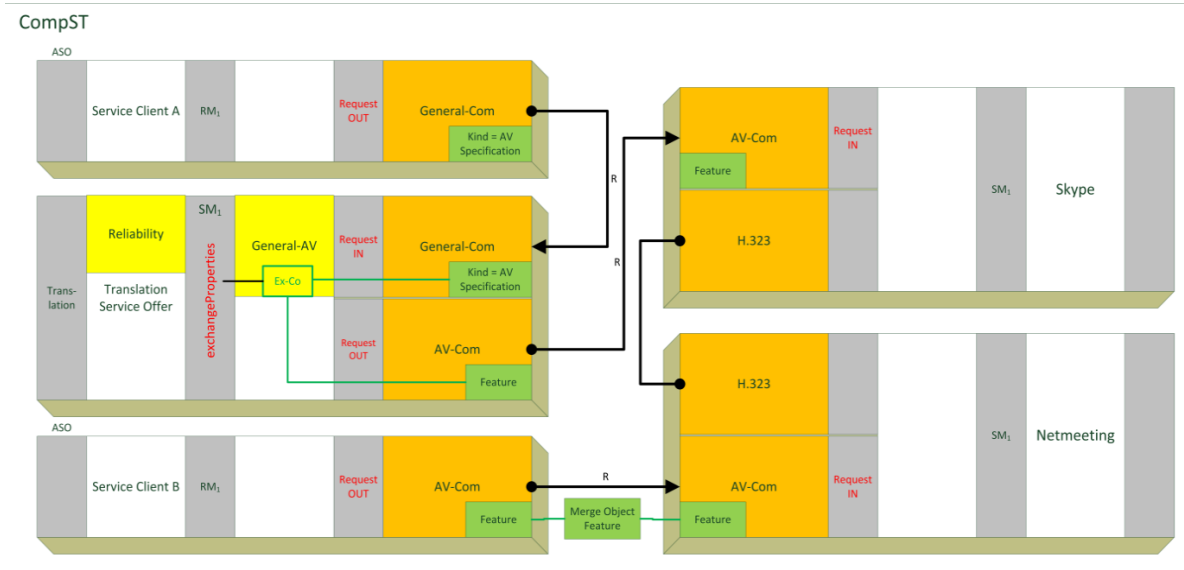 CompST
ASO
Service Client A
RM₁
Request
OUT
General-Com
Kind = AV
Specification
R
Trans-
lation
Reliability
Translation
Service Offer
SM₁
exchangeProperties
General-AV
Ex-Co
Request
IN
General-Com
Kind = AV
Specification
Request
OUT
AV-Com
Feature
R
ASO
Service Client B
RM₁
Request
OUT
AV-Com
Feature
R
Merge Object
Feature
AV-Com
Feature
Request
IN
H.323
SM₁
Skype
H.323
AV-Com
Feature
Request
IN
SM₁
Netmeeting